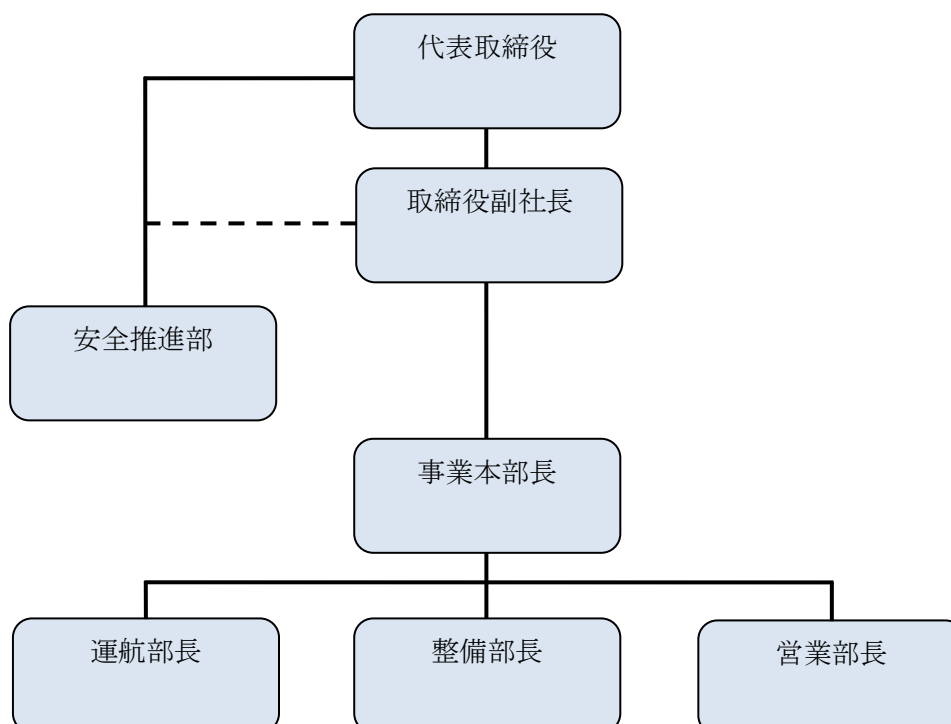 代表取締役
取締役副社長
安全推進部
事業本部長
運航部長
整備部長
営業部長